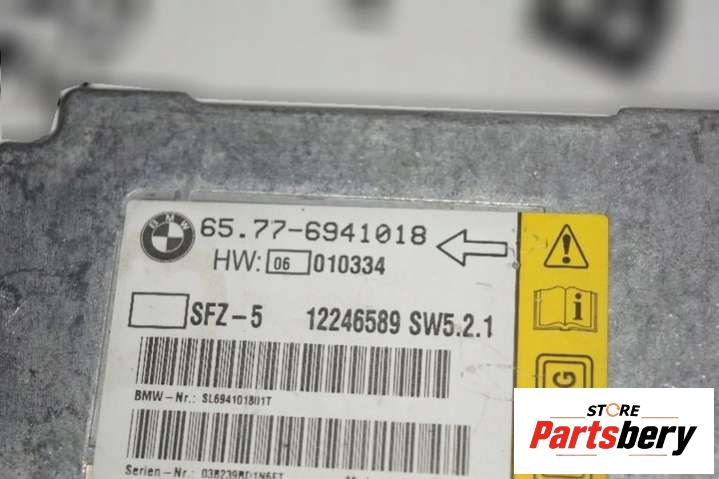 BMW
65.77-6941018
HW: 06 010334
SFZ-5 12246589 SW5.2.1
BMW-Nr.: SL6941018I01T
Serien-Nr.:
G
STORE
Partsbery